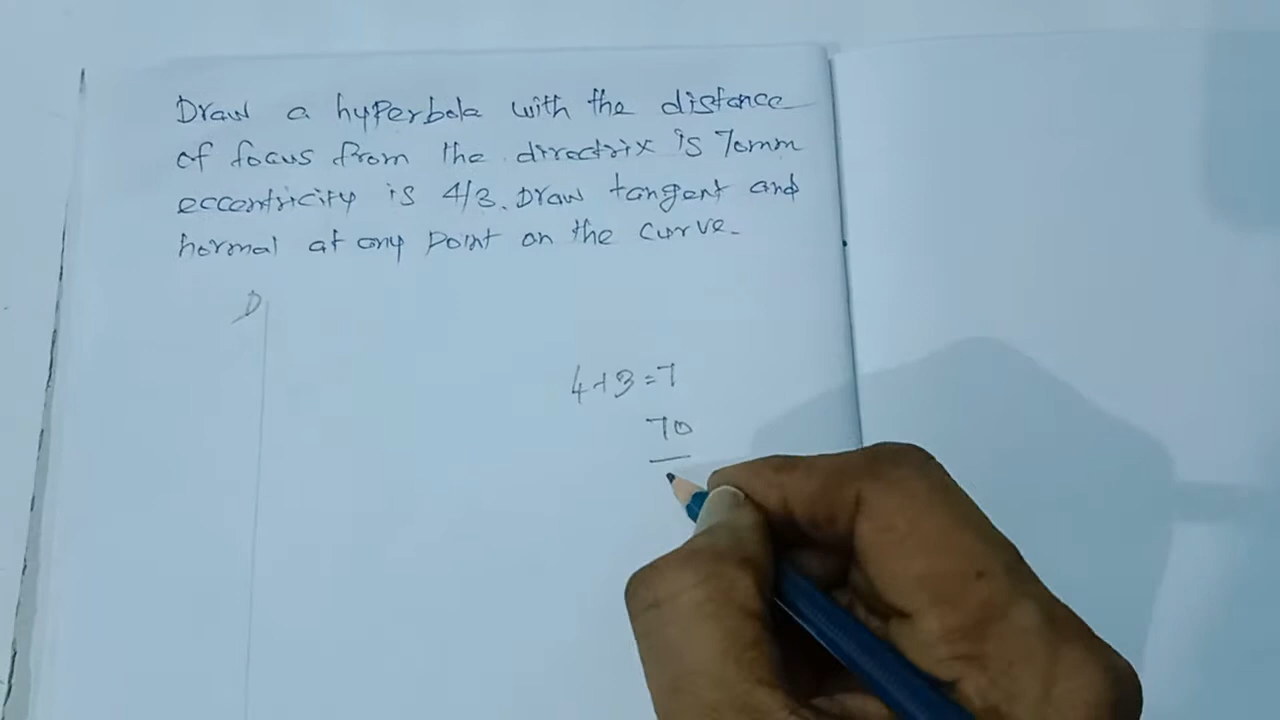 Draw a hyperbola with the distance
of focus from the directrix is 70mm
eccentricity is 4/3. Draw tangent and
normal at any point on the curve.
D
4+3=7
70